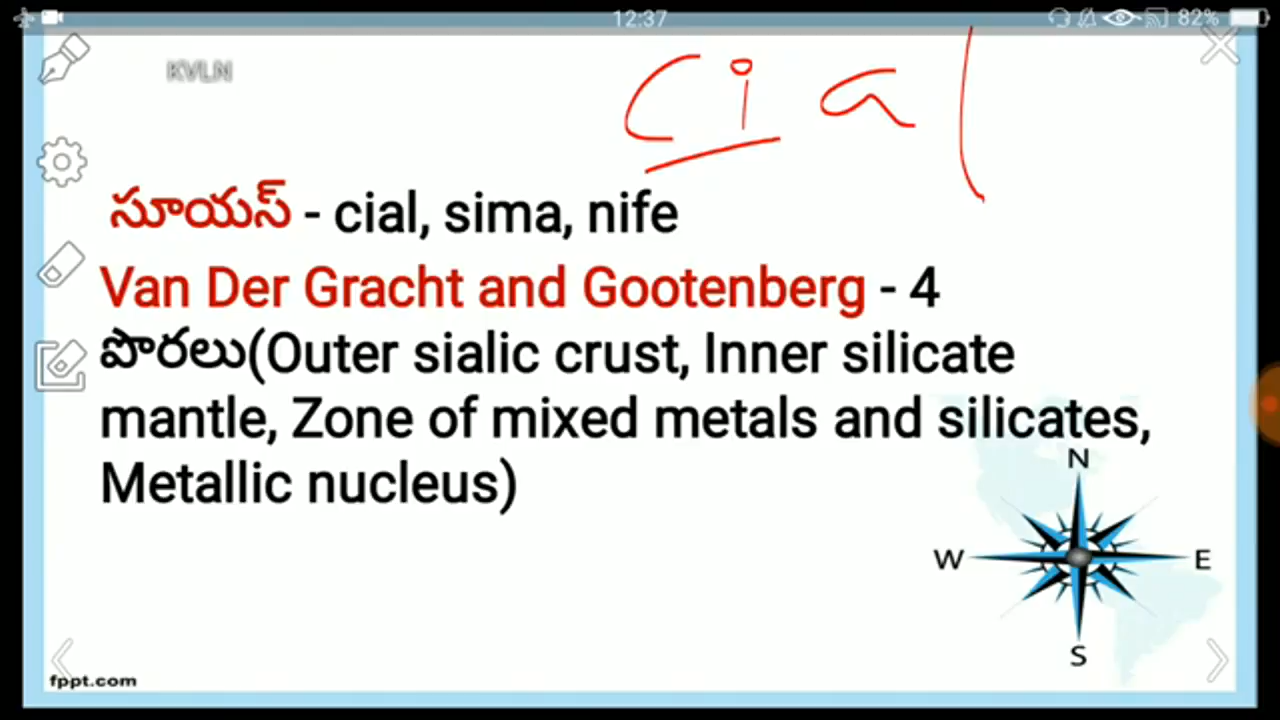 12:37
82%
KVLN
cial
సూయస్ - cial, sima, nife
Van Der Gracht and Gootenberg - 4
పొరలు(Outer sialic crust, Inner silicate
mantle, Zone of mixed metals and silicates,
Metallic nucleus)
N
W E
S
fppt.com